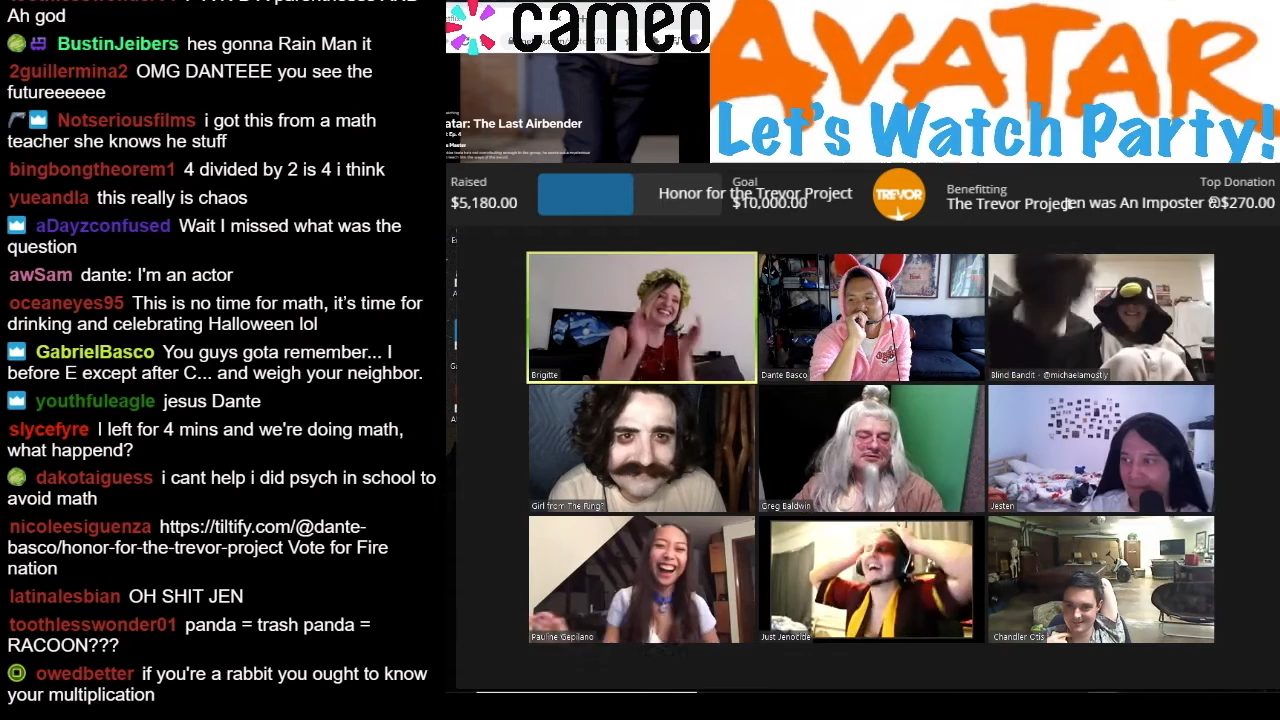 Ah god
BustinJeibers hes gonna Rain Man it
2guillermina2 OMG DANTEEE you see the
futureeeeee
Notseriousfilms i got this from a math
teacher she knows he stuff
bingbongtheorem1 4 divided by 2 is 4 i think
yueandla this really is chaos
aDayzconfused Wait I missed what was the
question
awSam dante: I'm an actor
oceaneyes95 This is no time for math, it's time for
drinking and celebrating Halloween lol
GabrielBasco You guys gota remember... I
before E except after C... and weigh your neighbor.
youthfuleagle jesus Dante
slycefyre I left for 4 mins and we're doing math,
what happend?
dakotaiguess i cant help i did psych in school to
avoid math
nicoleesiguenza https://tiltify.com/@dante-
basco/honor-for-the-trevor-project Vote for Fire
nation
latinalesbian OH SHIT JEN
toothlesswonder01 panda = trash panda =
RACOON???
owedbetter if you're a rabbit you ought to know
your multiplication
cameo
atar: The Last Airbender
AVATAR
Let's Watch Party!
Raised
$5,180.00
Honor for the Trevor Project
Goal
$10,000.00
TREVOR
Benefitting
The Trevor Project
Top Donation
Jen was An Imposter
$270.00
Brigitte
Dante Basco
Blind Bandit - @michaelamostly
Girl from The Ring?
Greg Baldwin
Jesten
Pauline Gepilano
Just Jenocide
Chandler Otis